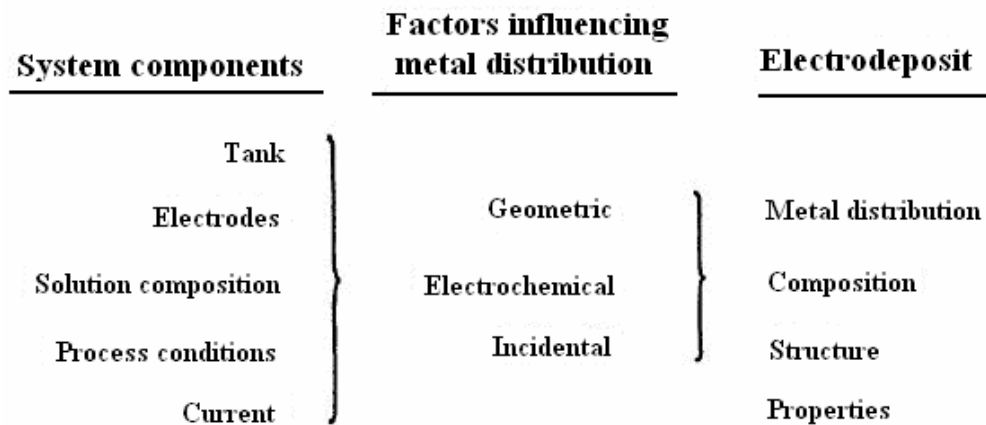 System components
Tank
Electrodes
Solution composition
Process conditions
Current
Factors influencing
metal distribution
Geometric
Electrochemical
Incidental
Electrodeposit
Metal distribution
Composition
Structure
Properties